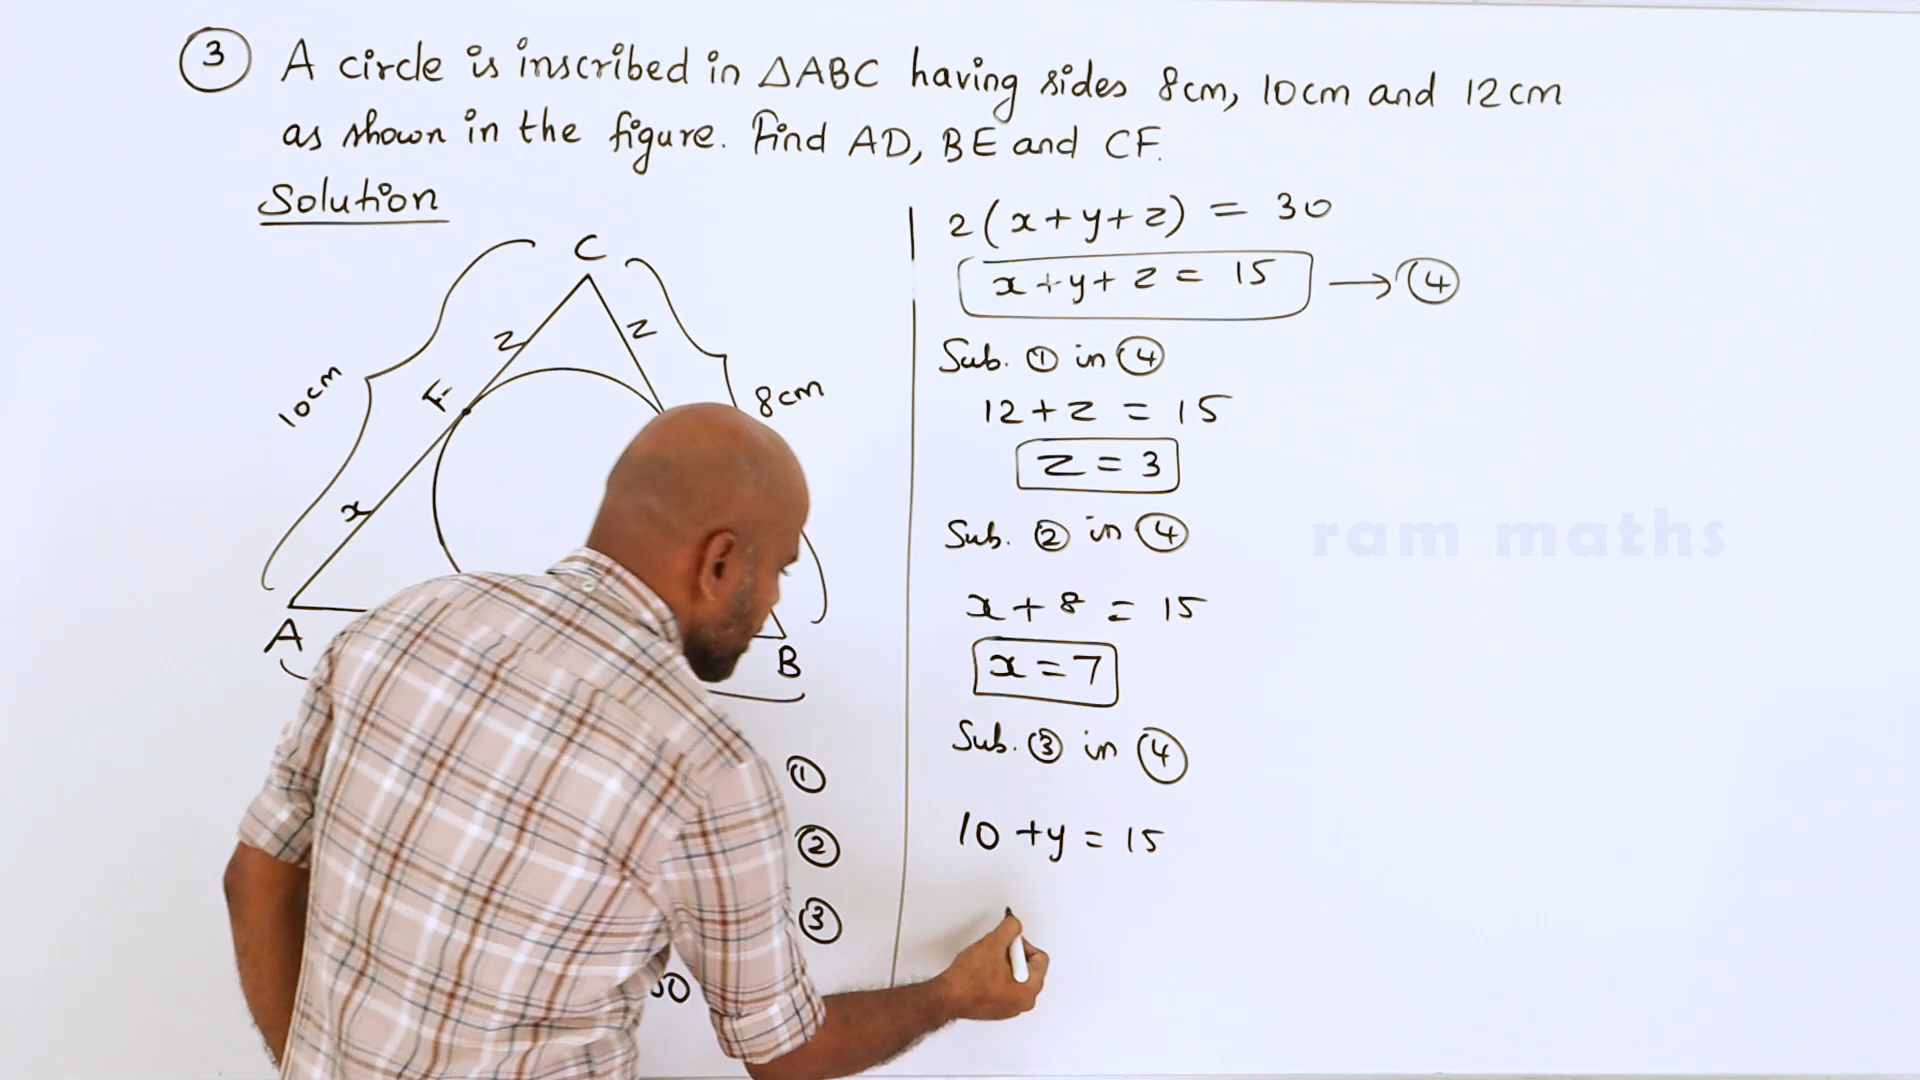 3 A circle is inscribed in △ABC having sides 8cm, 10cm and 12cm
as shown in the figure. Find AD, BE and CF.
Solution
C
z
z
10cm
F
8cm
x
A
B
1
2
3
30
2(x+y+z) = 30
x+y+z = 15 → 4
Sub. 1 in 4
12+z = 15
z = 3
Sub. 2 in 4
x+8 = 15
x=7
Sub. 3 in 4
10+y=15
ram maths